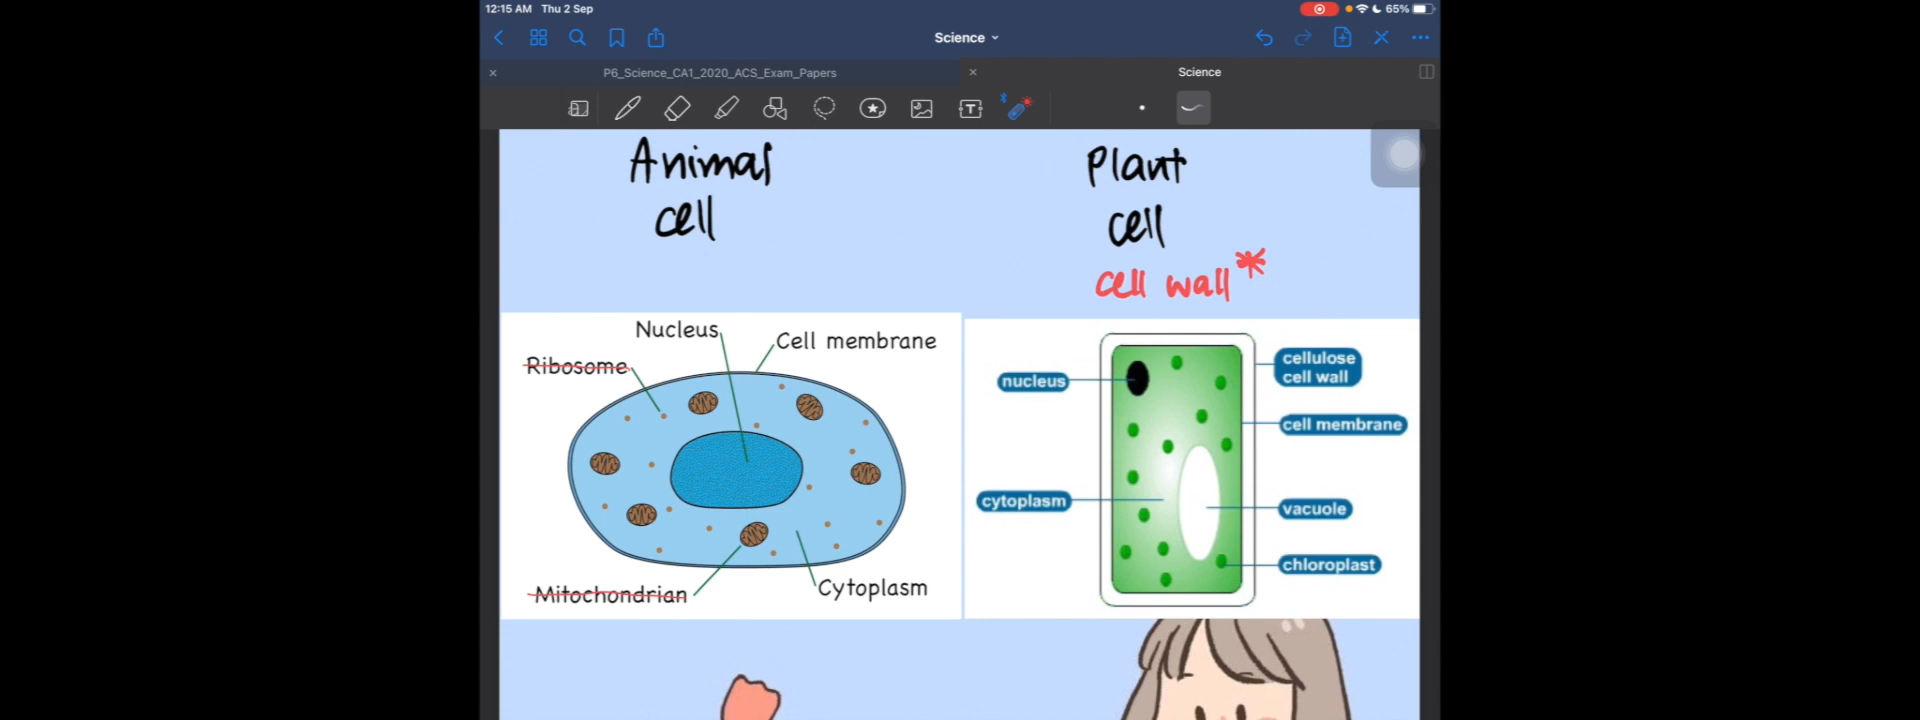 12:15 AM Thu 2 Sep
65%
Science
P6_Science_CA1_2020_ACS_Exam_Papers
Science
Animal
cell
Plant
cell
cell wall*
Nucleus
Cell membrane
Ribosome
Mitochondrian
Cytoplasm
nucleus
cellulose
cell wall
cell membrane
cytoplasm
vacuole
chloroplast